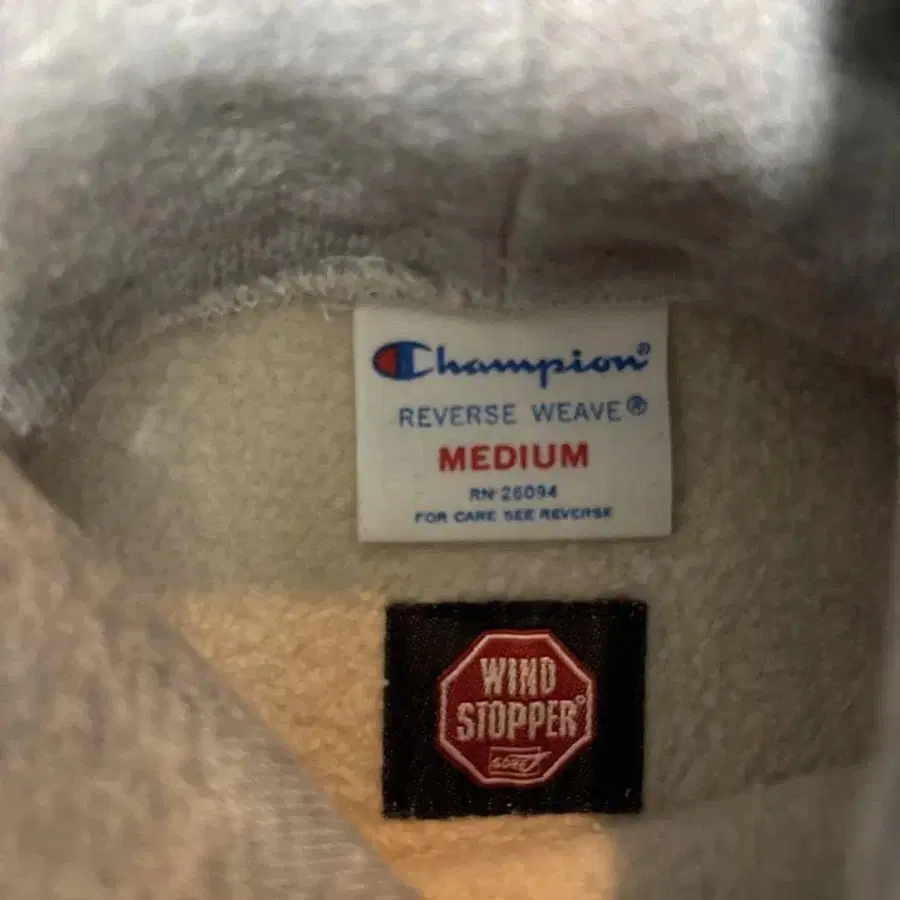 Champion®
REVERSE WEAVE®
MEDIUM
RN 26094
FOR CARE SEE REVERSE
WIND
STOPPER®
GORE